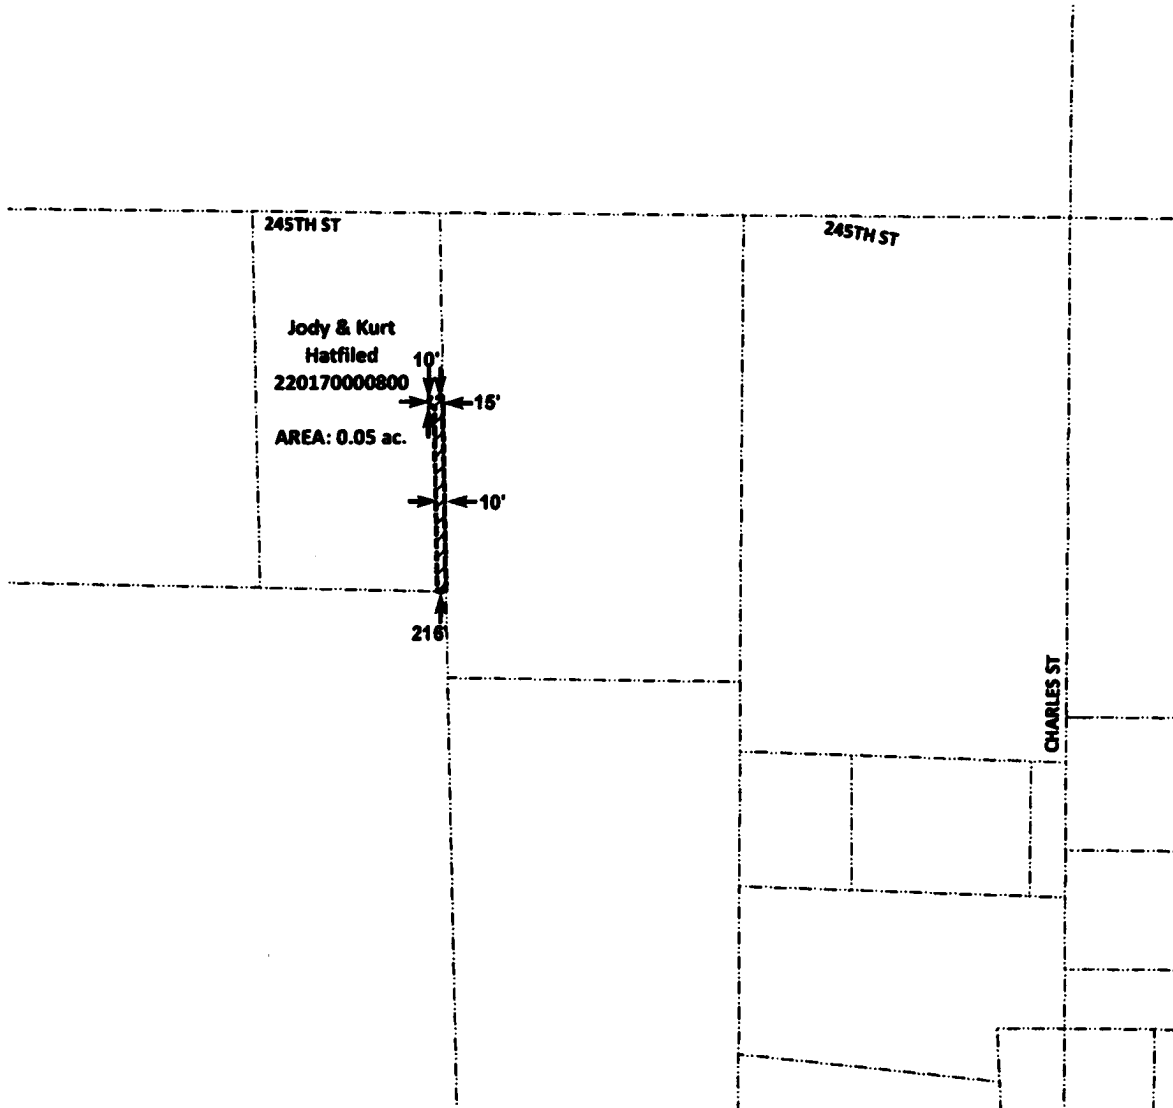 245TH ST
245TH ST
Jody & Kurt
Hatfiled
10'
220170000800
15'
AREA: 0.05 ac.
10'
216'
CHARLES ST